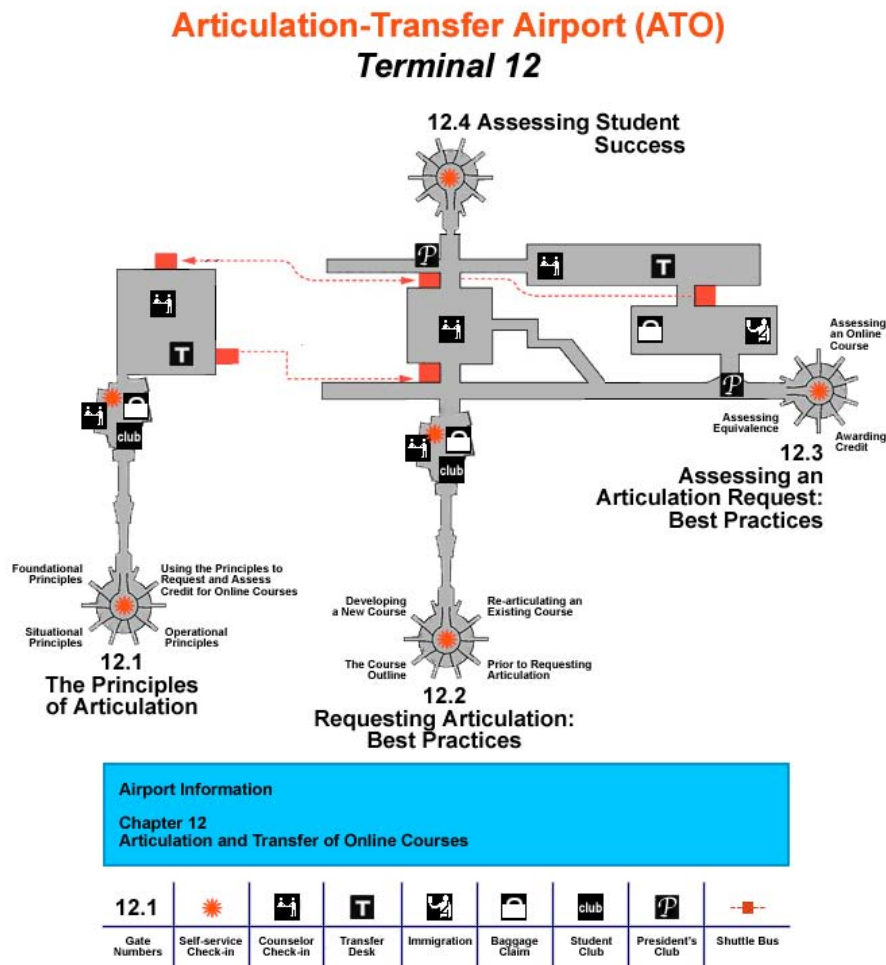 Articulation-Transfer Airport (ATO)
Terminal 12
12.4 Assessing Student
Success
P
T
P
T
club
club
Assessing
an Online
Course
Assessing
Equivalence
Awarding
Credit
12.3
Assessing an
Articulation Request:
Best Practices
Foundational
Principles
Using the Principles to
Request and Assess
Credit for Online Courses
Situational
Principles
Operational
Principles
12.1
The Principles
of Articulation
Developing
a New Course
Re-articulating an
Existing Course
The Course
Outline
Prior to Requesting
Articulation
12.2
Requesting Articulation:
Best Practices
Airport Information
Chapter 12
Articulation and Transfer of Online Courses
12.1
T
club
P
Gate
Numbers
Self-service
Check-in
Counselor
Check-in
Transfer
Desk
Immigration
Baggage
Claim
Student
Club
President's
Club
Shuttle Bus